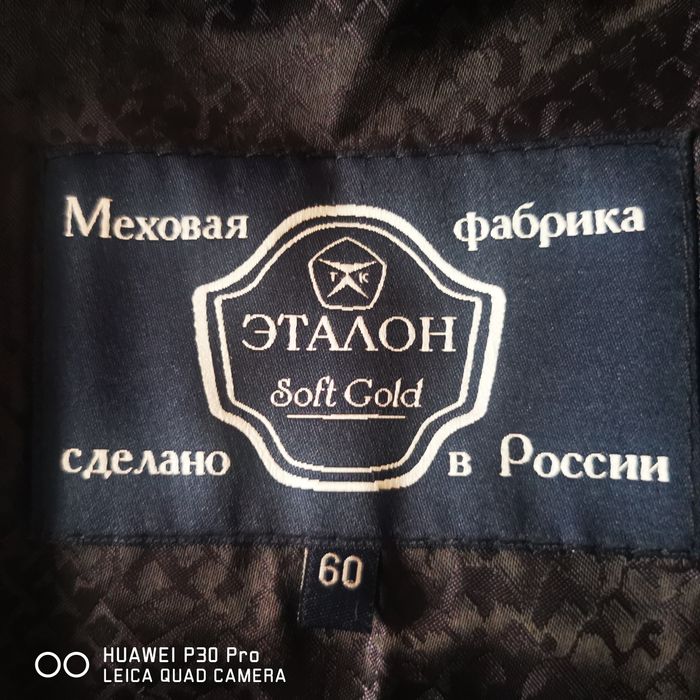 Меховая фабрика
Т К
ЭТАЛОН
Soft Gold
сделано в России
60
HUAWEI P30 Pro
LEICA QUAD CAMERA